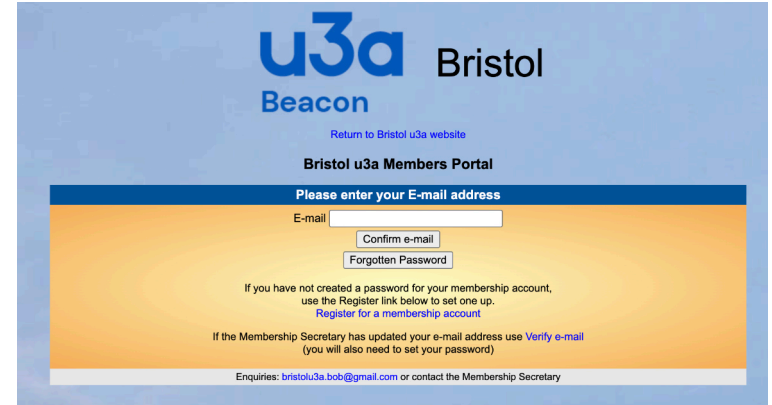 u3a Bristol
Beacon
Return to Bristol u3a website
Bristol u3a Members Portal
Please enter your E-mail address
E-mail
Confirm e-mail
Forgotten Password
If you have not created a password for your membership account,
use the Register link below to set one up.
Register for a membership account
If the Membership Secretary has updated your e-mail address use Verify e-mail
(you will also need to set your password)
Enquiries: bristolu3a.bob@gmail.com or contact the Membership Secretary